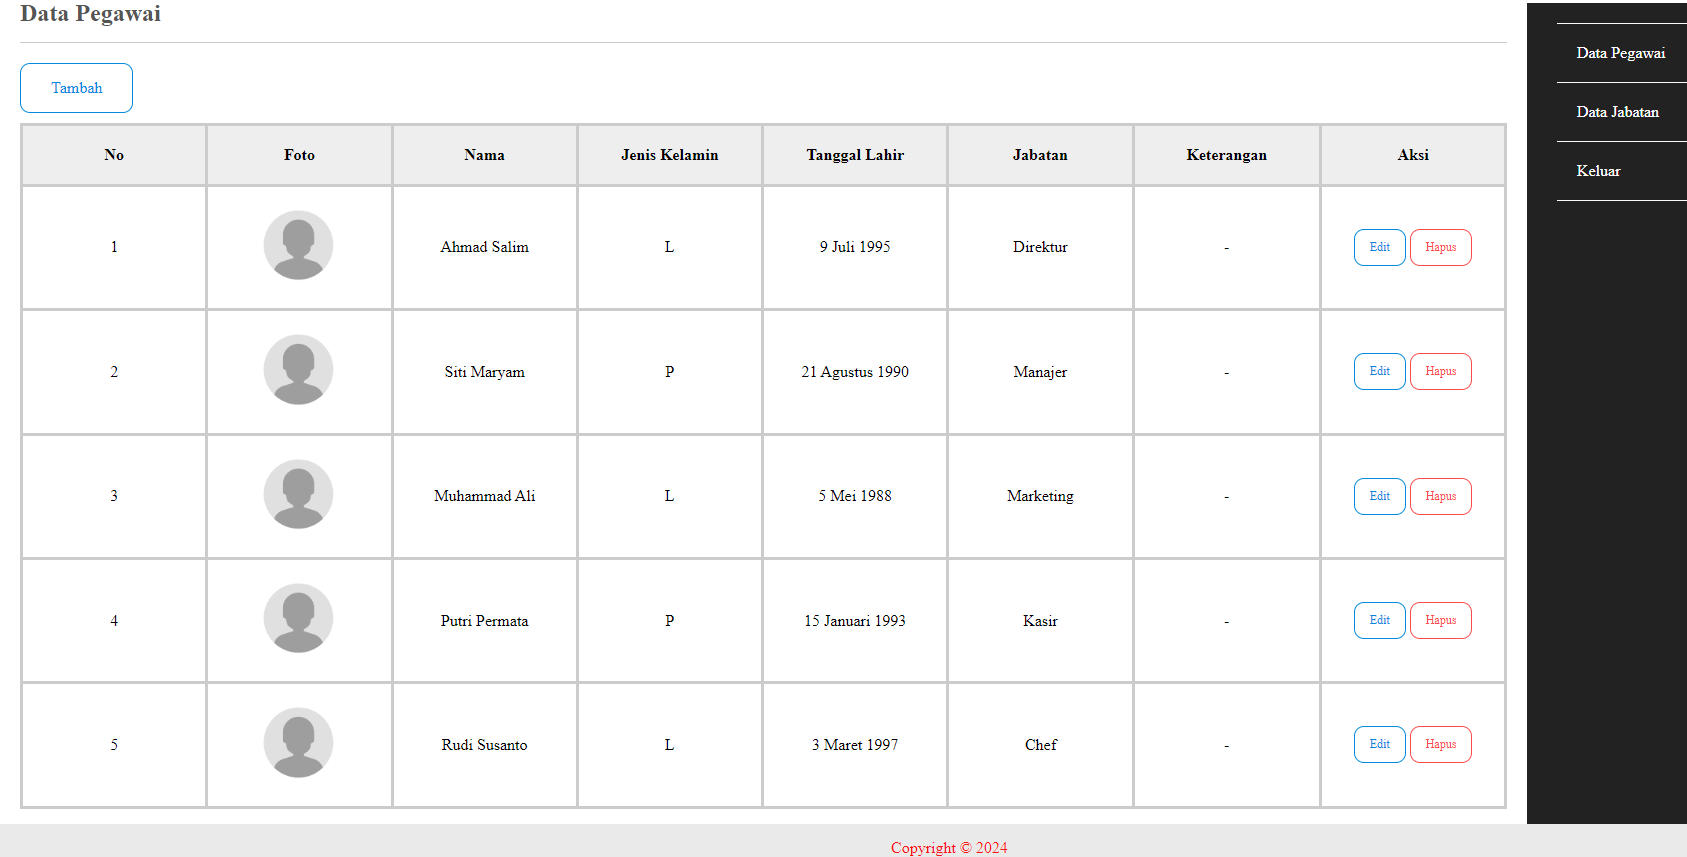 Data Pegawai
Tambah
No Foto Nama Jenis Kelamin Tanggal Lahir Jabatan Keterangan Aksi
1 Ahmad Salim L 9 Juli 1995 Direktur - Edit Hapus
2 Siti Maryam P 21 Agustus 1990 Manajer - Edit Hapus
3 Muhammad Ali L 5 Mei 1988 Marketing - Edit Hapus
4 Putri Permata P 15 Januari 1993 Kasir - Edit Hapus
5 Rudi Susanto L 3 Maret 1997 Chef - Edit Hapus
Data Pegawai
Data Jabatan
Keluar
Copyright © 2024